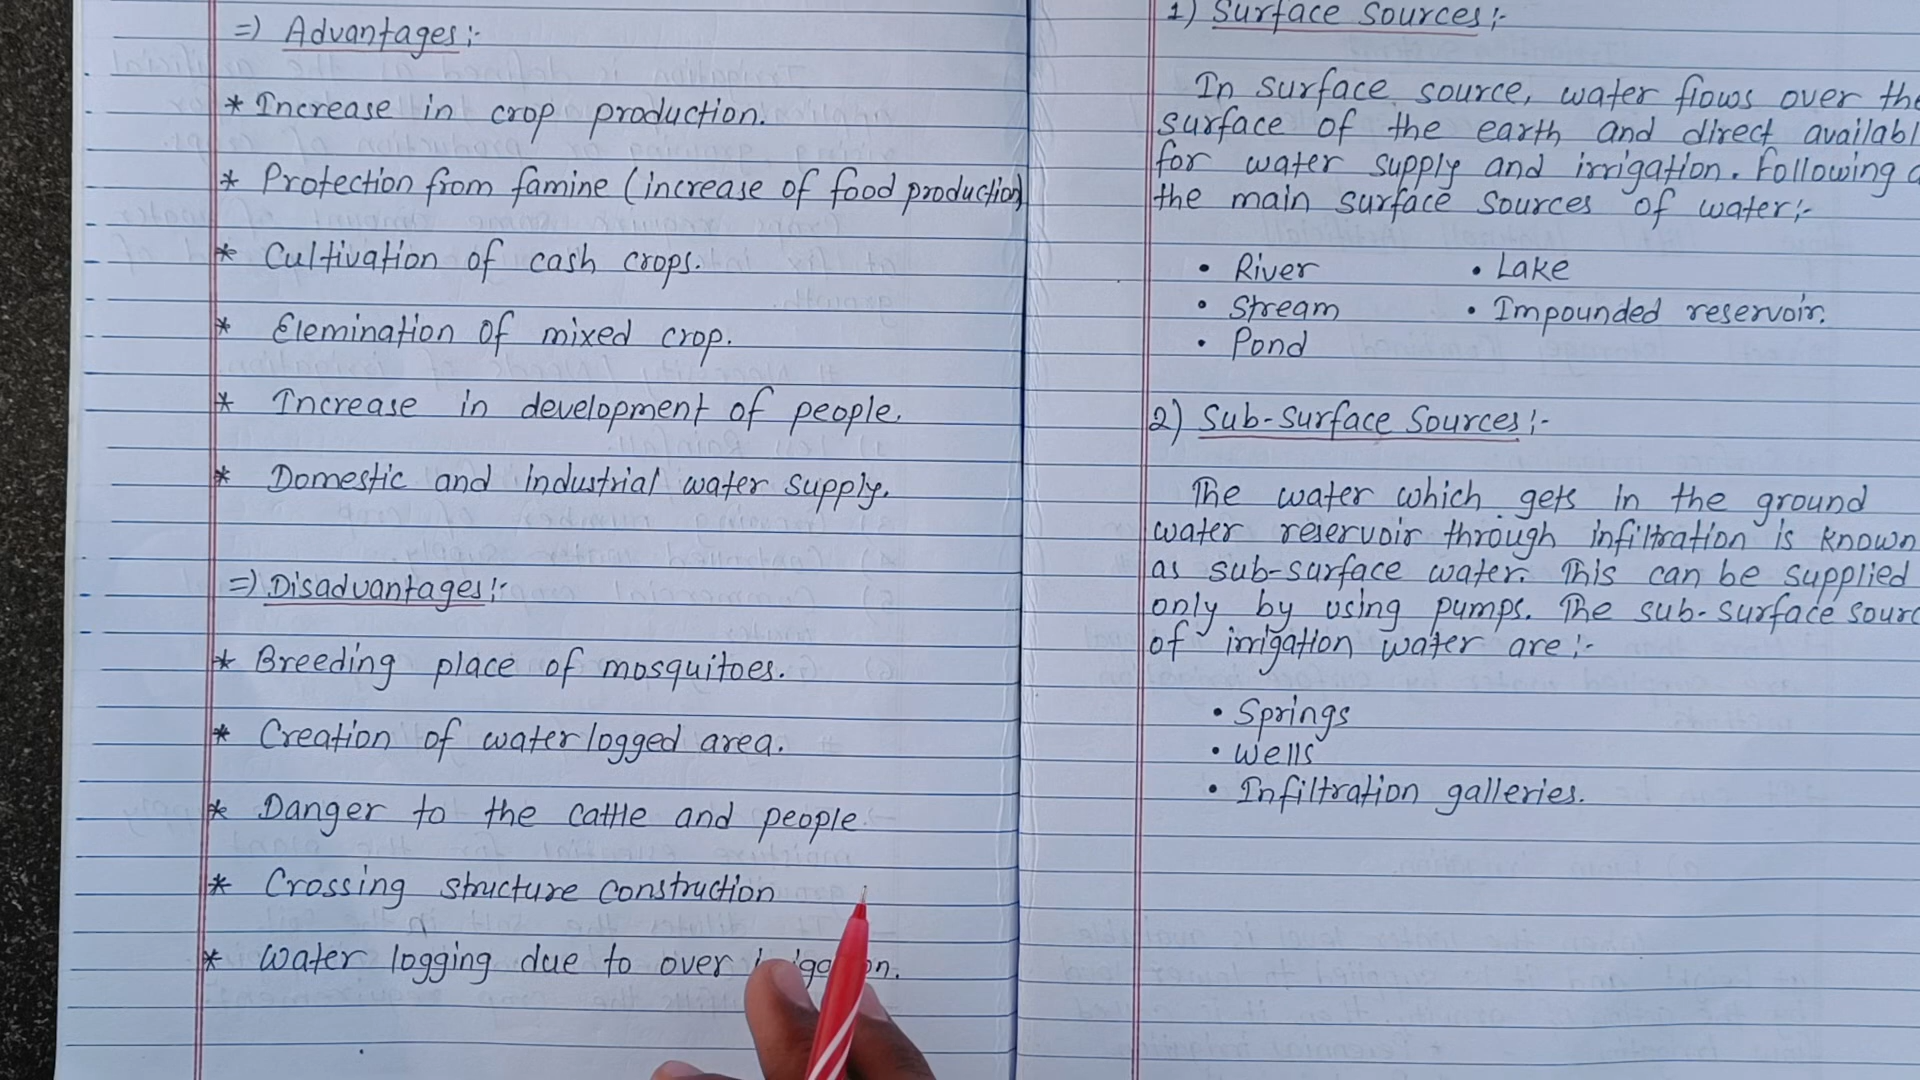 =) Advantages :-
* Increase in crop production.
* Protection from famine (increase of food production)
* Cultivation of cash crops.
* Elemination of mixed crop.
* Increase in development of people.
* Domestic and industrial water supply.
=) Disadvantages :-
* Breeding place of mosquitoes.
* Creation of water logged area.
* Danger to the cattle and people.
* Crossing structure construction
* Water logging due to over
1) Surface Sources :-
In surface source, water flows over the
surface of the earth and direct
for water supply and irrigation. Following
the main surface sources of water :-
• River • Lake
• Stream • Impounded reservoir.
• Pond
2) Sub-Surface Sources :-
The water which gets in the ground
water reservoir through infiltration is known
as sub-surface water. This can be supplied
only by using pumps. The sub-surface
of irrigation water are :-
• Springs
• Wells
• Infiltration galleries.